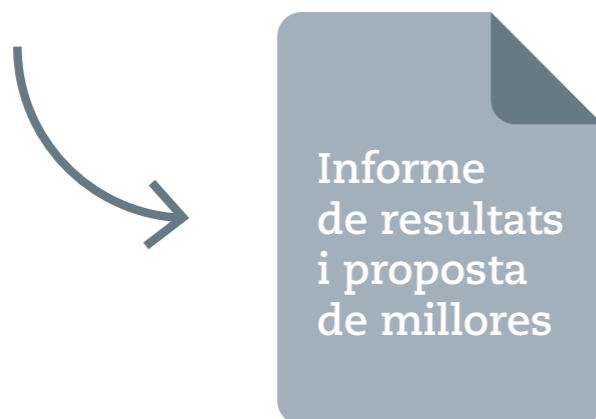 Informe
de resultats
i proposta
de millores